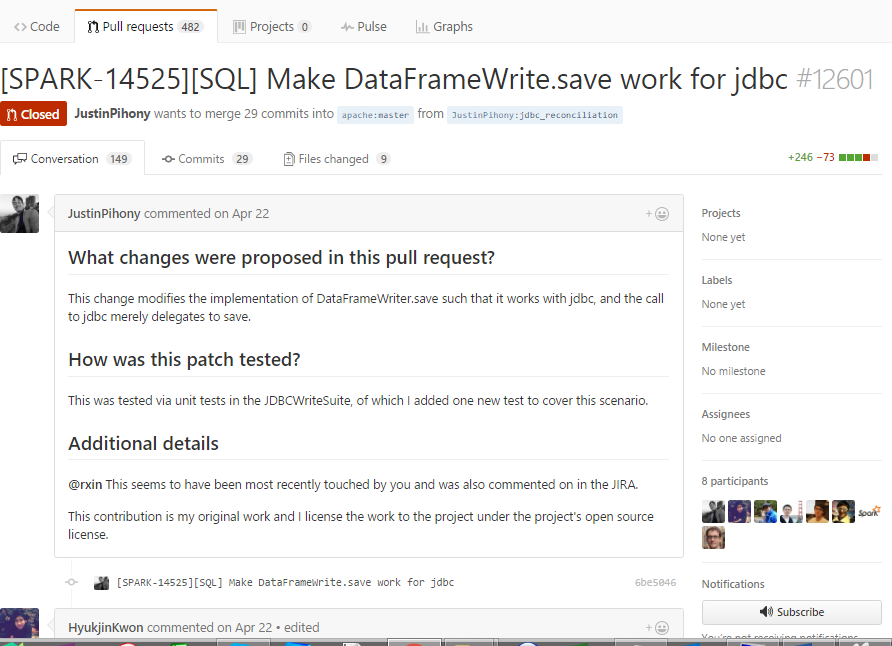 Code
Pull requests 482
Projects 0
Pulse
Graphs
[SPARK-14525][SQL] Make DataFrameWrite.save work for jdbc #12601
Closed JustinPihony wants to merge 29 commits into apache:master from JustinPihony:jdbc_reconciliation
Conversation 149
Commits 29
Files changed 9
+246 −73
JustinPihony commented on Apr 22
+
What changes were proposed in this pull request?
This change modifies the implementation of DataFrameWriter.save such that it works with jdbc, and the call
to jdbc merely delegates to save.
How was this patch tested?
This was tested via unit tests in the JDBCWriteSuite, of which I added one new test to cover this scenario.
Additional details
@rxin This seems to have been most recently touched by you and was also commented on in the JIRA.
This contribution is my original work and I license the work to the project under the project's open source
license.
[SPARK-14525][SQL] Make DataFrameWrite.save work for jdbc 6be5046
HyukjinKwon commented on Apr 22 • edited
+
Projects
None yet
Labels
None yet
Milestone
No milestone
Assignees
No one assigned
8 participants
Spark
Notifications
Subscribe
You're not receiving notifications